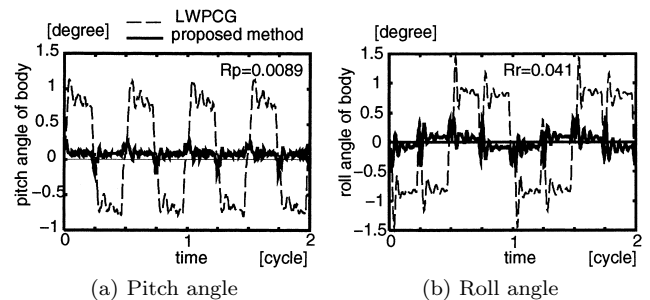 LWPCG
proposed method
[degree]
1.5
1
0.5
0
−0.5
−1
pitch angle of body
Rp=0.0089
0
1
2
time
[cycle]
(a) Pitch angle
[degree]
1.5
1
0.5
0
−0.5
−1
−1.5
roll angle of body
Rr=0.041
0
1
2
time
[cycle]
(b) Roll angle